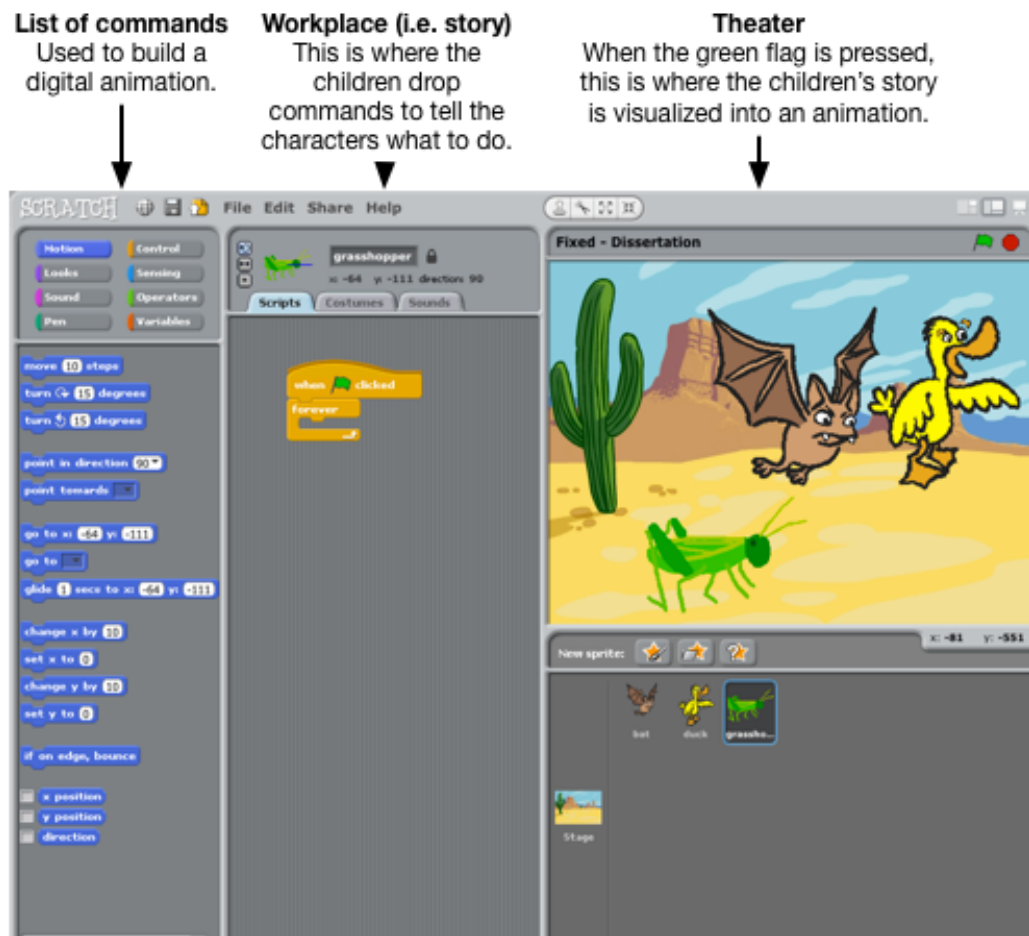 List of commands
Used to build a
digital animation.
Workplace (i.e. story)
This is where the
children drop
commands to tell the
characters what to do.
Theater
When the green flag is pressed,
this is where the children's story
is visualized into an animation.
SCRATCH File Edit Share Help
Motion Control
Looks Sensing
Sound Operators
Pen Variables
move 10 steps
turn 15 degrees
turn 15 degrees
point in direction 90
point towards
go to x: -64 y: -111
go to
glide 1 secs to x: -64 y: -111
change x by 10
set x to 0
change y by 10
set y to 0
if on edge, bounce
x position
y position
direction
grasshopper
x: -64 y: -111 direction: 90
Scripts Costumes Sounds
when clicked
forever
Fixed - Dissertation
x: -81 y: -551
New sprite:
bat duck grassho...
Stage